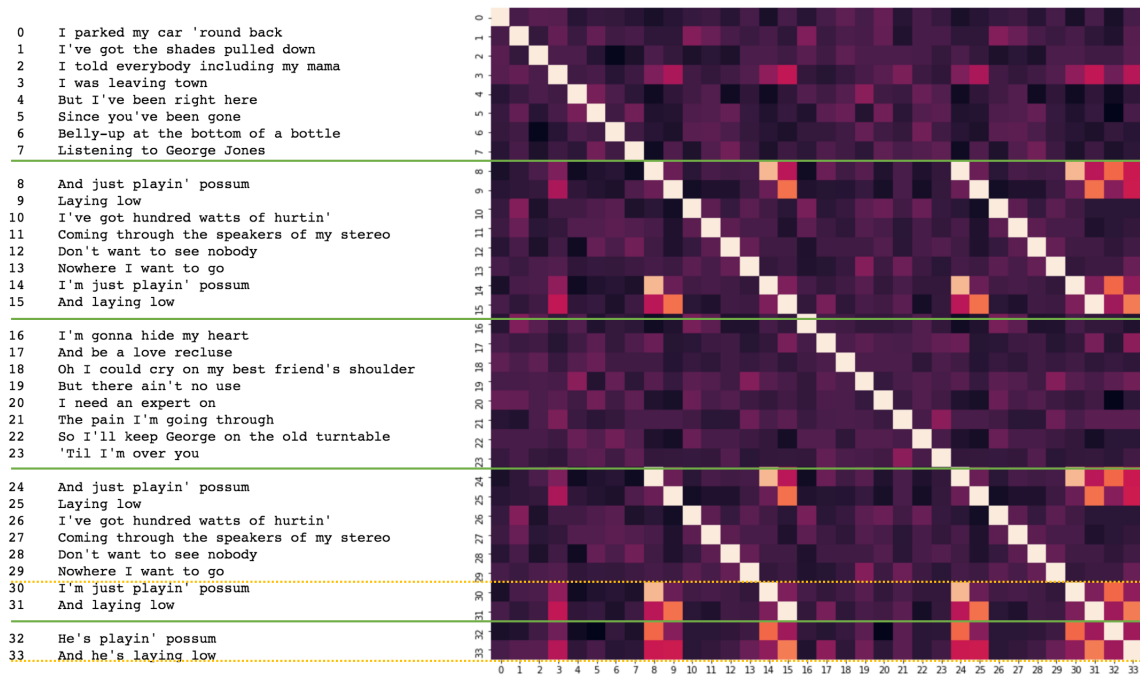 0 I parked my car 'round back
1 I've got the shades pulled down
2 I told everybody including my mama
3 I was leaving town
4 But I've been right here
5 Since you've been gone
6 Belly-up at the bottom of a bottle
7 Listening to George Jones
8 And just playin' possum
9 Laying low
10 I've got hundred watts of hurtin'
11 Coming through the speakers of my stereo
12 Don't want to see nobody
13 Nowhere I want to go
14 I'm just playin' possum
15 And laying low
16 I'm gonna hide my heart
17 And be a love recluse
18 Oh I could cry on my best friend's shoulder
19 But there ain't no use
20 I need an expert on
21 The pain I'm going through
22 So I'll keep George on the old turntable
23 'Til I'm over you
24 And just playin' possum
25 Laying low
26 I've got hundred watts of hurtin'
27 Coming through the speakers of my stereo
28 Don't want to see nobody
29 Nowhere I want to go
30 I'm just playin' possum
31 And laying low
32 He's playin' possum
33 And he's laying low
0
1
2
3
4
5
6
7
8
9
10
11
12
13
14
15
16
17
18
19
20
21
22
23
24
25
26
27
28
29
30
31
32
33
0 1 2 3 4 5 6 7 8 9 10 11 12 13 14 15 16 17 18 19 20 21 22 23 24 25 26 27 28 29 30 31 32 33